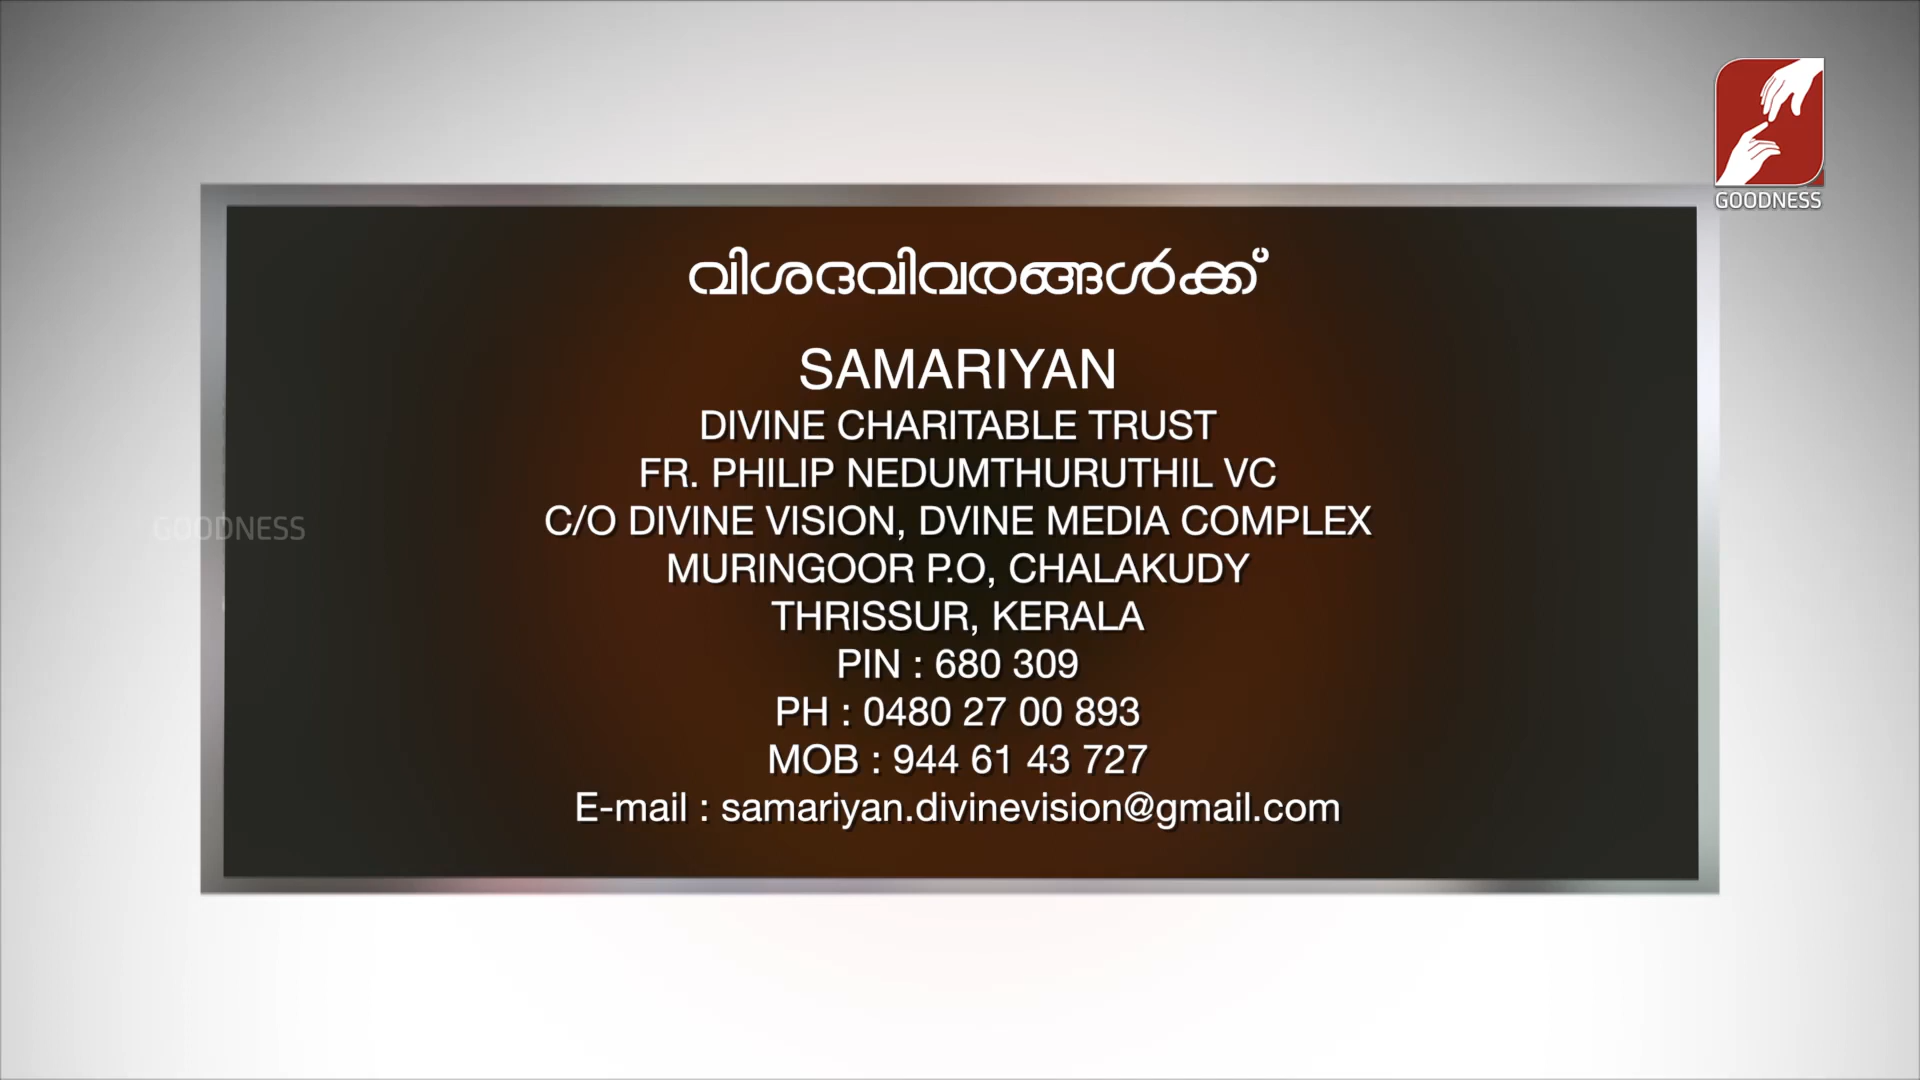 GOODNESS
വിശദവിവരങ്ങൾക്ക്
SAMARIYAN
DIVINE CHARITABLE TRUST
FR. PHILIP NEDUMTHURUTHIL VC
C/O DIVINE VISION, DVINE MEDIA COMPLEX
GOODNESS
MURINGOOR P.O, CHALAKUDY
THRISSUR, KERALA
PIN : 680 309
PH : 0480 27 00 893
MOB : 944 61 43 727
E-mail : samariyan.divinevision@gmail.com